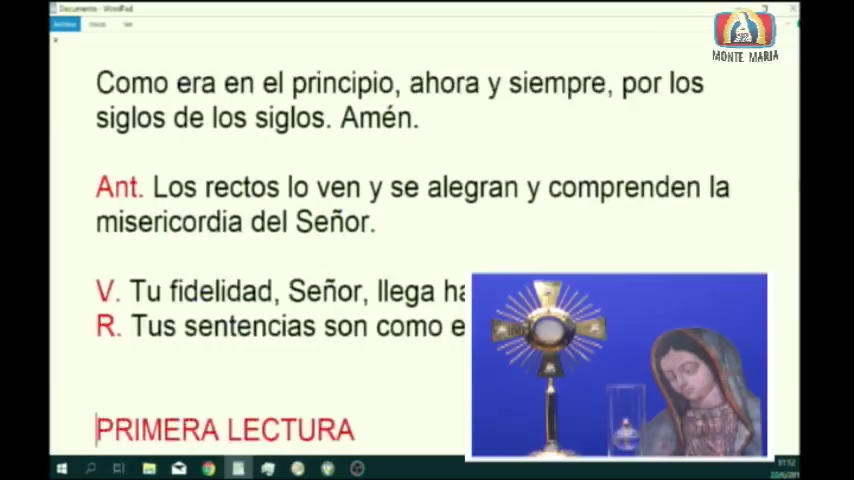 Documento - WordPad
MONTE MARIA
Como era en el principio, ahora y siempre, por los
siglos de los siglos. Amén.
Ant. Los rectos lo ven y se alegran y comprenden la
misericordia del Señor.
V. Tu fidelidad, Señor, llega ha
R. Tus sentencias son como e
PRIMERA LECTURA